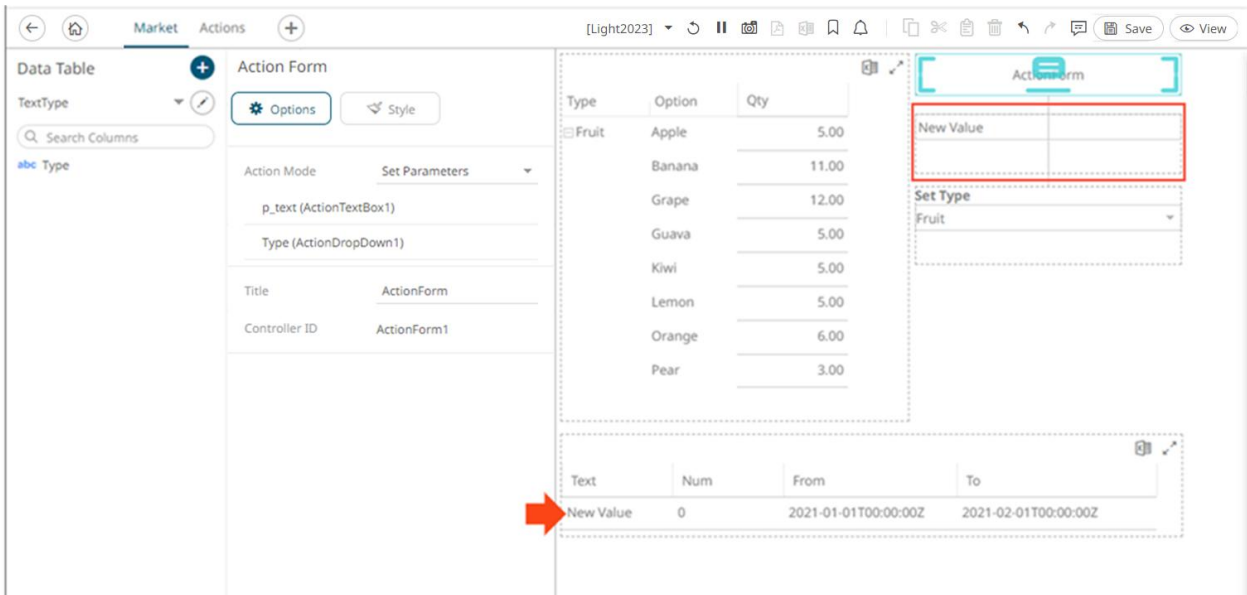 Market Actions [Light2023] Save View
Data Table
TextType
Search Columns
abc Type
Action Form
Options Style
Action Mode Set Parameters
p_text (ActionTextBox1)
Type (ActionDropDown1)
Title ActionForm
Controller ID ActionForm1
Type Option Qty
Fruit Apple 5.00
Banana 11.00
Grape 12.00
Guava 5.00
Kiwi 5.00
Lemon 5.00
Orange 6.00
Pear 3.00
ActionForm
New Value
Set Type
Fruit
Text Num From To
New Value 0 2021-01-01T00:00:00Z 2021-02-01T00:00:00Z